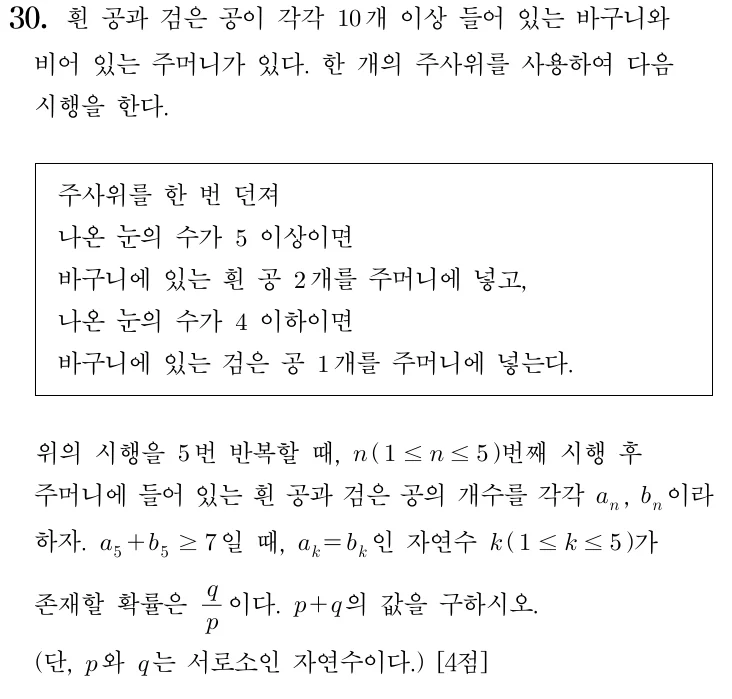 30. 흰 공과 검은 공이 각각 10개 이상 들어 있는 바구니와
비어 있는 주머니가 있다. 한 개의 주사위를 사용하여 다음
시행을 한다.
주사위를 한 번 던져
나온 눈의 수가 5 이상이면
바구니에 있는 흰 공 2개를 주머니에 넣고,
나온 눈의 수가 4 이하이면
바구니에 있는 검은 공 1개를 주머니에 넣는다.
위의 시행을 5번 반복할 때, n(1≤n≤5)번째 시행 후
주머니에 들어 있는 흰 공과 검은 공의 개수를 각각 aₙ, bₙ이라
하자. a₅+b₅≥7일 때, aₖ=bₖ인 자연수 k(1≤k≤5)가
존재할 확률은 q/p이다. p+q의 값을 구하시오.
(단, p와 q는 서로소인 자연수이다.) [4점]